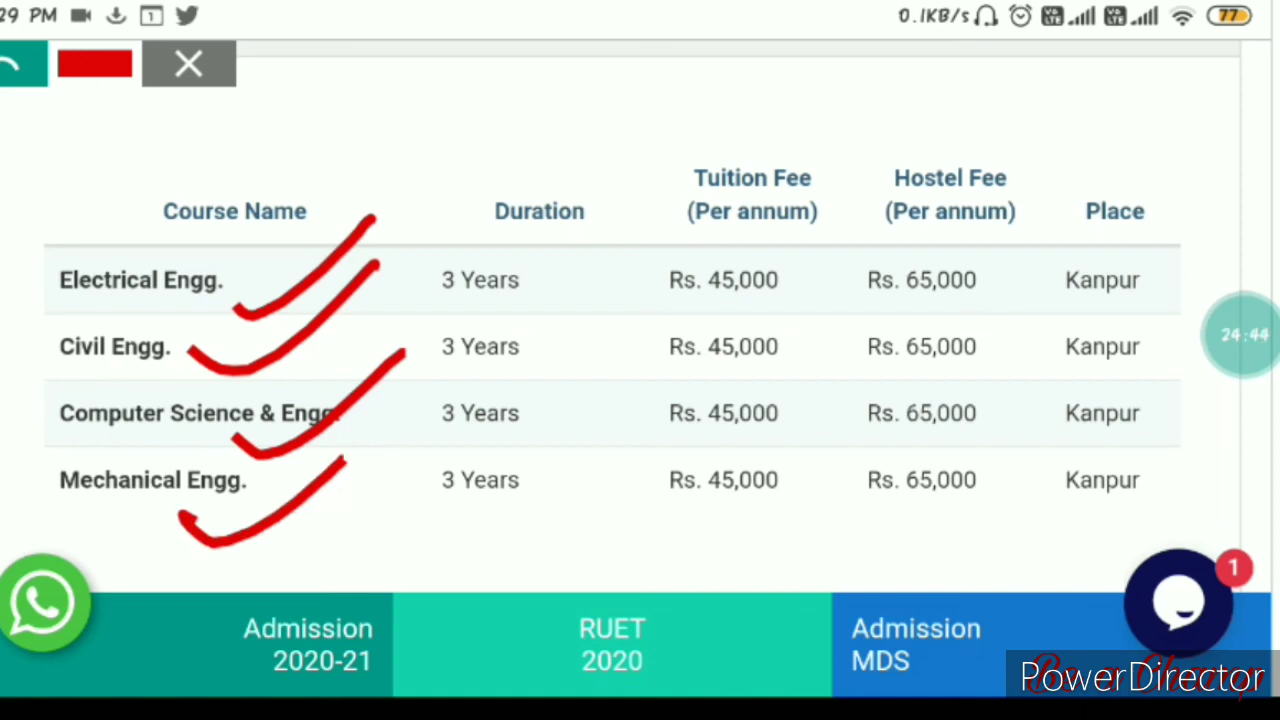 29 PM
0.1KB/s
77
1
Tuition Fee Hostel Fee
Course Name Duration (Per annum) (Per annum) Place
Electrical Engg. 3 Years Rs. 45,000 Rs. 65,000 Kanpur
Civil Engg. 3 Years Rs. 45,000 Rs. 65,000 Kanpur
24:44
Computer Science & Engg. 3 Years Rs. 45,000 Rs. 65,000 Kanpur
Mechanical Engg. 3 Years Rs. 45,000 Rs. 65,000 Kanpur
1
Admission RUET Admission
2020-21 2020 MDS
PowerDirector